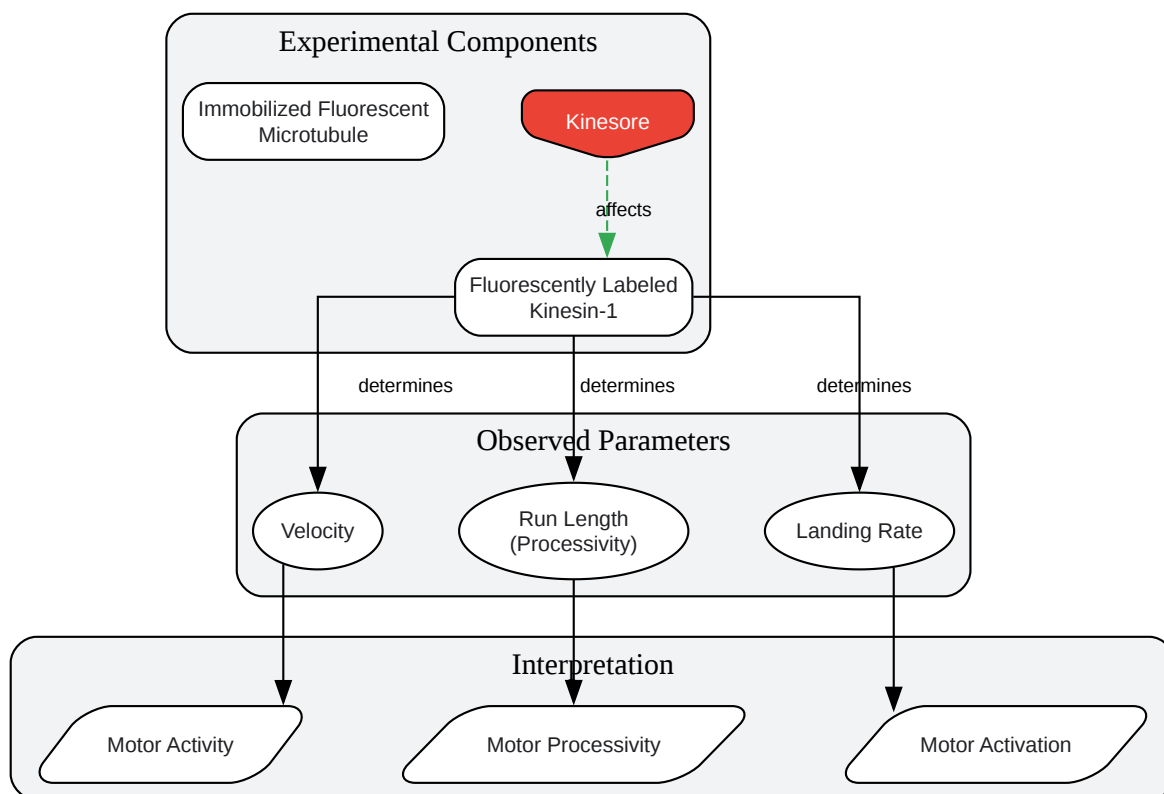 Experimental Components
Immobilized Fluorescent
Microtubule
Kinesore
affects
Fluorescently Labeled
Kinesin-1
determines
determines
determines
Observed Parameters
Velocity
Run Length
(Processivity)
Landing Rate
Interpretation
Motor Activity
Motor Processivity
Motor Activation